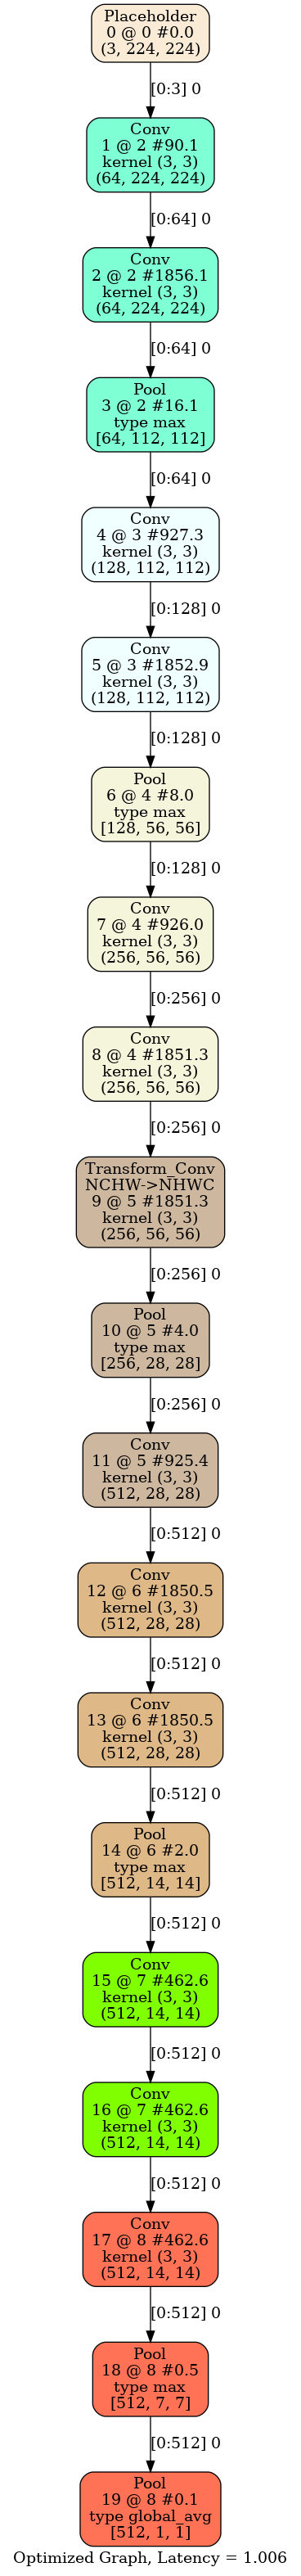 Placeholder
0 @ 0 #0.0
(3, 224, 224)
[0:3] 0
Conv
1 @ 2 #90.1
kernel (3, 3)
(64, 224, 224)
[0:64] 0
Conv
2 @ 2 #1856.1
kernel (3, 3)
(64, 224, 224)
[0:64] 0
Pool
3 @ 2 #16.1
type max
[64, 112, 112]
[0:64] 0
Conv
4 @ 3 #927.3
kernel (3, 3)
(128, 112, 112)
[0:128] 0
Conv
5 @ 3 #1852.9
kernel (3, 3)
(128, 112, 112)
[0:128] 0
Pool
6 @ 4 #8.0
type max
[128, 56, 56]
[0:128] 0
Conv
7 @ 4 #926.0
kernel (3, 3)
(256, 56, 56)
[0:256] 0
Conv
8 @ 4 #1851.3
kernel (3, 3)
(256, 56, 56)
[0:256] 0
Transform_Conv
NCHW->NHWC
9 @ 5 #1851.3
kernel (3, 3)
(256, 56, 56)
[0:256] 0
Pool
10 @ 5 #4.0
type max
[256, 28, 28]
[0:256] 0
Conv
11 @ 5 #925.4
kernel (3, 3)
(512, 28, 28)
[0:512] 0
Conv
12 @ 6 #1850.5
kernel (3, 3)
(512, 28, 28)
[0:512] 0
Conv
13 @ 6 #1850.5
kernel (3, 3)
(512, 28, 28)
[0:512] 0
Pool
14 @ 6 #2.0
type max
[512, 14, 14]
[0:512] 0
Conv
15 @ 7 #462.6
kernel (3, 3)
(512, 14, 14)
[0:512] 0
Conv
16 @ 7 #462.6
kernel (3, 3)
(512, 14, 14)
[0:512] 0
Conv
17 @ 8 #462.6
kernel (3, 3)
(512, 14, 14)
[0:512] 0
Pool
18 @ 8 #0.5
type max
[512, 7, 7]
[0:512] 0
Pool
19 @ 8 #0.1
type global_avg
[512, 1, 1]
Optimized Graph, Latency = 1.006